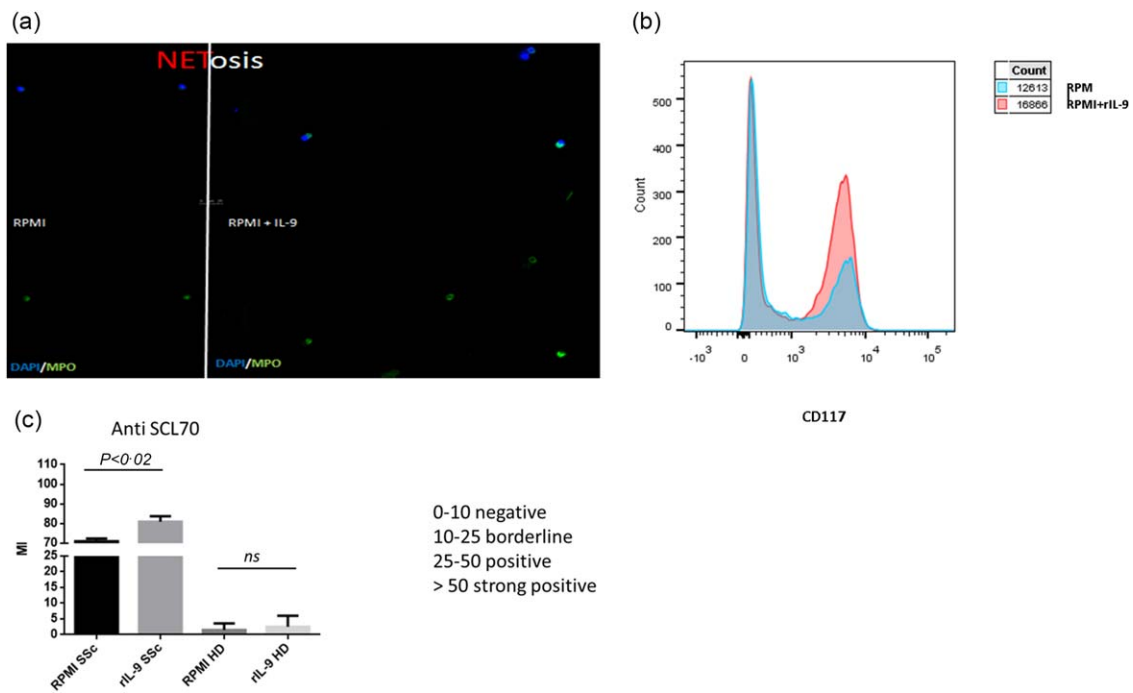 (a)
NETosis
RPMI
RPMI + IL-9
DAPI/MPO
DAPI/MPO
(b)
Count
12613 RPM
16866 RPMI+rIL-9
Count
500
400
300
200
100
0
-10³ 0 10³ 10⁴ 10⁵
CD117
(c)
Anti SCL70
P<0·02
ns
MI
110
100
90
80
70
25
20
15
10
5
0
RPMI SSc
rIL-9 SSc
RPMI HD
rIL-9 HD
0-10 negative
10-25 borderline
25-50 positive
> 50 strong positive